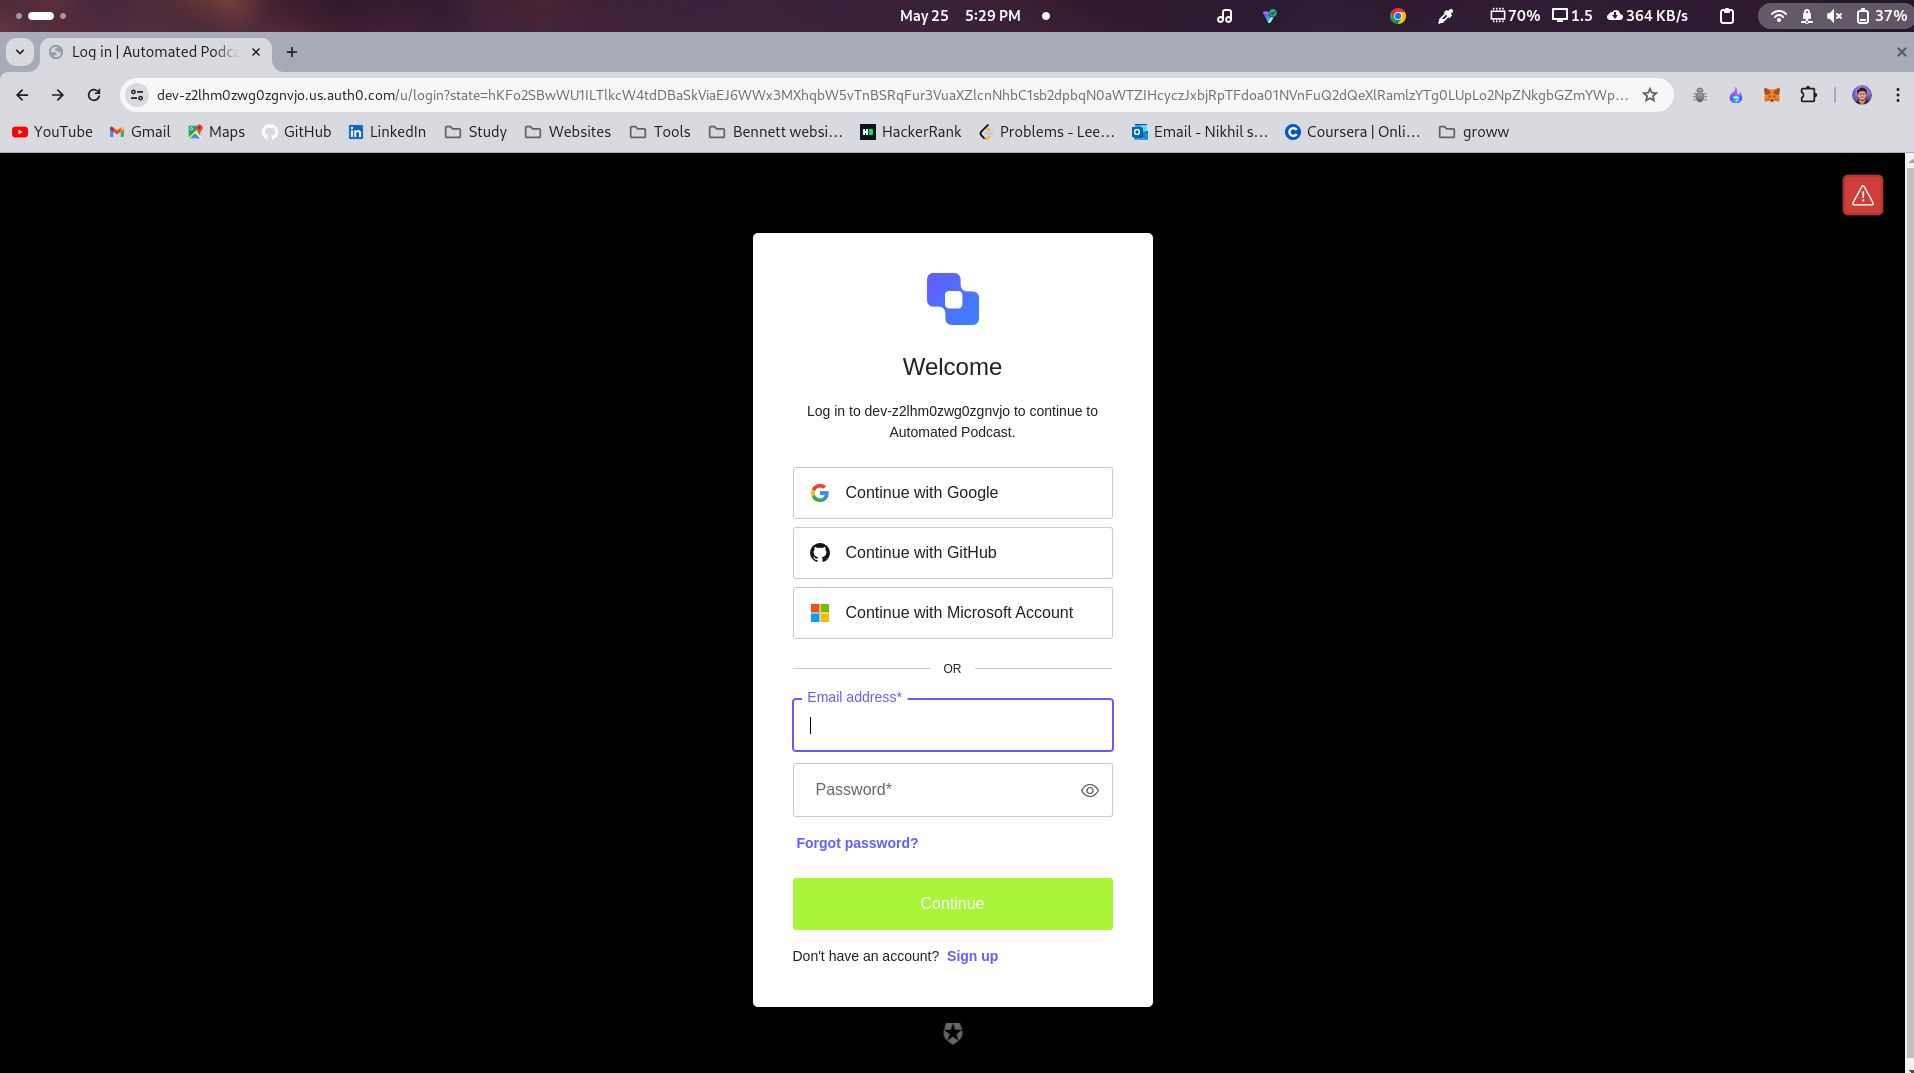 May 25 5:29 PM
70% 1.5 364 KB/s 37%
Log in | Automated Podca
dev-z2lhm0zwg0zgnvjo.us.auth0.com/u/login?state=
YouTube Gmail Maps GitHub LinkedIn Study Websites Tools Bennett websi... HackerRank Problems - Lee... Email - Nikhil s... Coursera | Onli... groww
Welcome
Log in to dev-z2lhm0zwg0zgnvjo to continue to
Automated Podcast.
Continue with Google
Continue with GitHub
Continue with Microsoft Account
OR
Email address*
Password*
Forgot password?
Continue
Don't have an account? Sign up